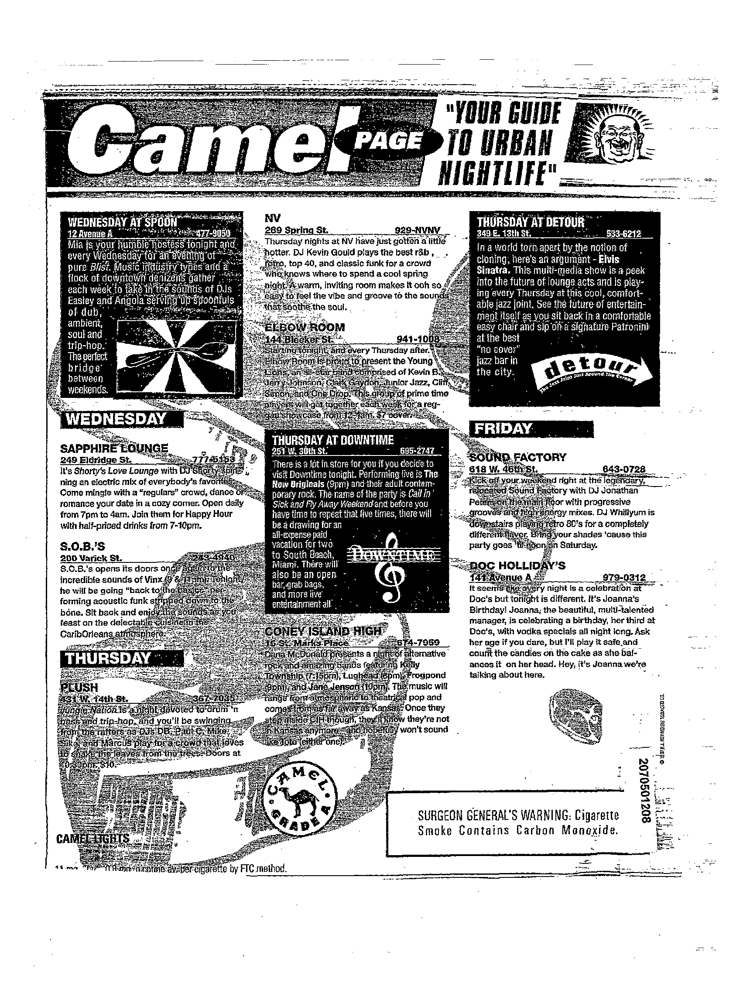 Camel PAGE
"YOUR GUIDE
TO URBAN
NIGHTLIFE"
WEDNESDAY AT SPOON
12 Avenue A 477-9050
Mia is your humble hostess tonight and
every Wednesday for an evening of
pure Blist. Music industry types and a
flock of downtown denizens gather
each week to take in the sounds of DJs
Easley and Angola serving up spoonfuls
of dub,
ambient,
soul and
trip-hop.
The perfect
bridge
between
weekends.
WEDNESDAY
SAPPHIRE LOUNGE
249 Eldridge St. 777-5153
It's Shorty's Love Lounge with DJ Shorty spin-
ning an electric mix of everybody's favorites.
Come mingle with a "regulars" crowd, dance or
romance your date in a cozy corner. Open daily
from 7pm to 4am. Join them for Happy Hour
with half-priced drinks from 7-10pm.
S.O.B.'S
200 Varick St. 243-4940
S.O.B.'s opens its doors once again to the
incredible sounds of Vinx @ Tonight
he will be going "back to the basics" per-
forming acoustic funk stripped down to the
bone. Sit back and enjoy the sounds as you
feast on the delectable cuisine in the
CaribOrleans atmosphere.
THURSDAY
PLUSH
431 W. 14th St. 367-7035
Jungle Nation is a night devoted to drum 'n
bass and trip-hop, and you'll be swinging
from the rafters as DJs DB, Paul C, Mike,
Sika, and Marcus play for a crowd that loves
to shake the leaves from the trees. Doors at
10:30pm. $10.
CAMEL LIGHTS
11 mg. "tar" mg. nicotine av. per cigarette by FTC method.
NV
289 Spring St. 929-NVNV
Thursday nights at NV have just gotten a little
hotter. DJ Kevin Gould plays the best r&b,
retro, top 40, and classic funk for a crowd
who knows where to spend a cool spring
night. A warm, inviting room makes it ooh so
easy to feel the vibe and groove to the sounds
that soothe the soul.
ELBOW ROOM
144 Bleeker St. 941-1009
Starting tonight, and every Thursday after,
Elbow Room is proud to present the Young
Lions, an all-star band comprised of Kevin B.,
Jerry Johnson, Clark Gaydon, Junior Jazz, Cliff
Simon, and One Drop. This group of prime time
players will get together each week for a reg-
gae showcase from 12-4am. $7 cover.
THURSDAY AT DOWNTIME
251 W. 30th St. 695-2747
There is a lot in store for you if you decide to
visit Downtime tonight. Performing live is The
New Originals (9pm) and their adult contem-
porary rock. The name of the party is Call In
Sick and Fly Away Weekend and before you
have time to repeat that five times, there will
be a drawing for an
all-expense paid
vacation for two
to South Beach,
Miami. There will
also be an open
bar, grab bags,
and more live
entertainment all
DOWNTIME
CONEY ISLAND HIGH
15 St. Marks Place 674-7959
Dana McDonald presents a night of alternative
rock and amazing bands featuring Kelly
Township (7:15pm), Lughead (8pm), Frogpond
(9pm), and Jane Jenson (10pm). The music will
range from atmospheric to theatrical pop and
comes from as far away as Kansas. Once they
step inside CIH though, they'll know they're not
in Kansas anymore and hopefully won't sound
like Toto (either one).
CAMEL
GRADE A
THURSDAY AT DETOUR
349 E. 13th St. 533-6212
In a world torn apart by the notion of
cloning, here's an argument - Elvis
Sinatra. This multi-media show is a peek
into the future of lounge acts and is play-
ing every Thursday at this cool, comfort-
able jazz joint. See the future of entertain-
ment itself as you sit back in a comfortable
easy chair and sip on a signature Patronini
at the best
"no cover"
jazz bar in
the city.
detour
The Jazz Joint Just Around The Corner
FRIDAY
SOUND FACTORY
618 W. 46th St. 643-0728
Kick off your weekend right at the legendary,
relocated Sound Factory with DJ Jonathan
Peters on the main floor with progressive
grooves and high energy mixes. DJ Whillyum is
downstairs playing retro 80's for a completely
different flavor. Bring your shades 'cause this
party goes 'til noon on Saturday.
DOC HOLLIDAY'S
141 Avenue A 979-0312
It seems like every night is a celebration at
Doc's but tonight is different. It's Joanna's
Birthday! Joanna, the beautiful, multi-talented
manager, is celebrating a birthday, her third at
Doc's, with vodka specials all night long. Ask
her age if you dare, but I'll play it safe and
count the candles on the cake as she bal-
ances it on her head. Hey, it's Joanna we're
talking about here.
2070501208
SURGEON GENERAL'S WARNING: Cigarette
Smoke Contains Carbon Monoxide.